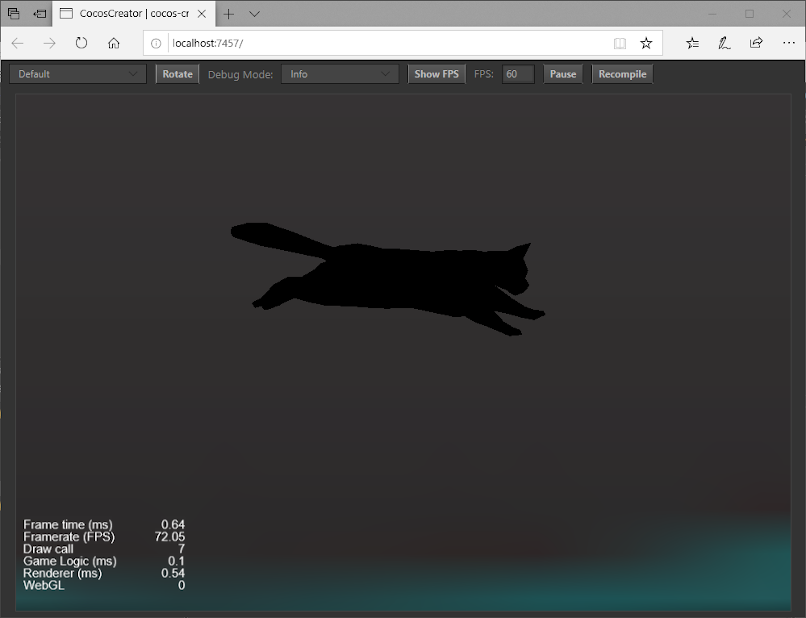 CocosCreator | cocos-cr
localhost:7457/
Default Rotate Debug Mode: Info Show FPS FPS: 60 Pause Recompile
Frame time (ms) 0.64
Framerate (FPS) 72.05
Draw call 7
Game Logic (ms) 0.1
Renderer (ms) 0.54
WebGL 0